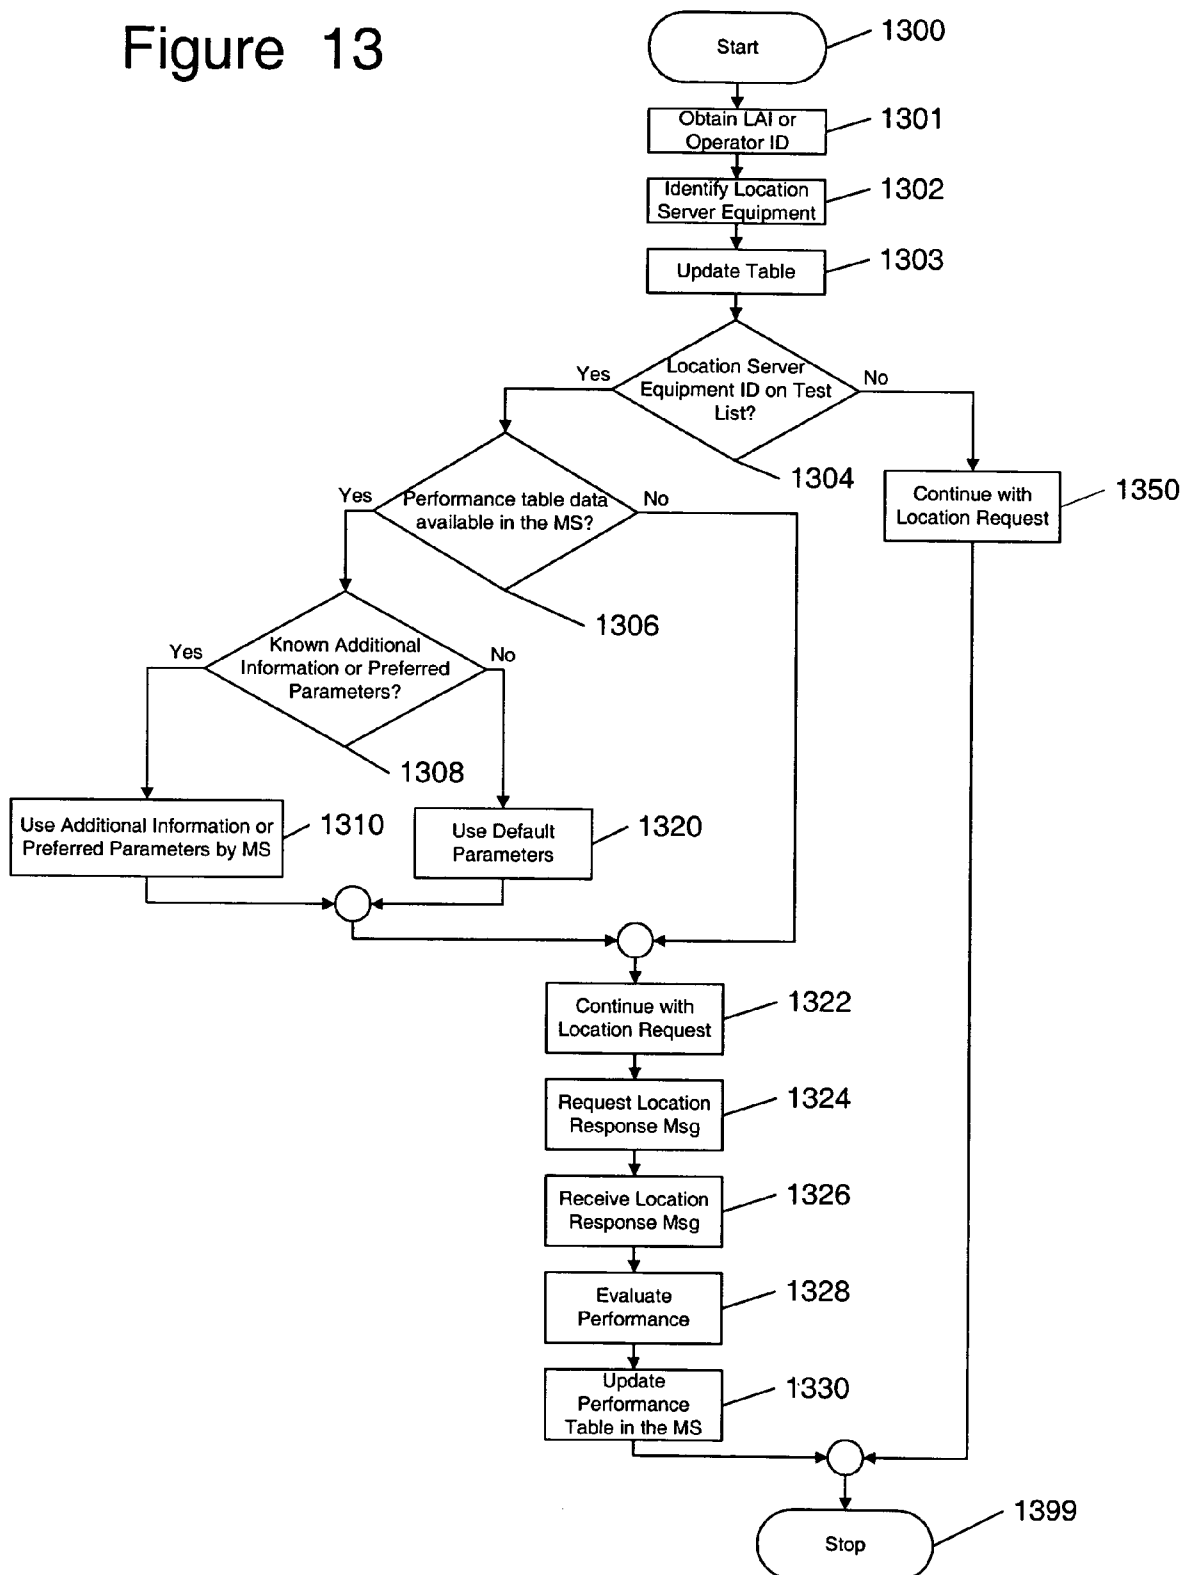 Figure 13
Start
1300
Obtain LAI or
Operator ID
1301
Identify Location
Server Equipment
1302
Update Table
1303
Location Server
Equipment ID on Test
List?
Yes
No
1304
Performance table data
available in the MS?
Yes
No
1306
Continue with
Location Request
1350
Known Additional
Information or Preferred
Parameters?
Yes
No
1308
Use Additional Information or
Preferred Parameters by MS
1310
Use Default
Parameters
1320
Continue with
Location Request
1322
Request Location
Response Msg
1324
Receive Location
Response Msg
1326
Evaluate
Performance
1328
Update
Performance
Table in the MS
1330
Stop
1399